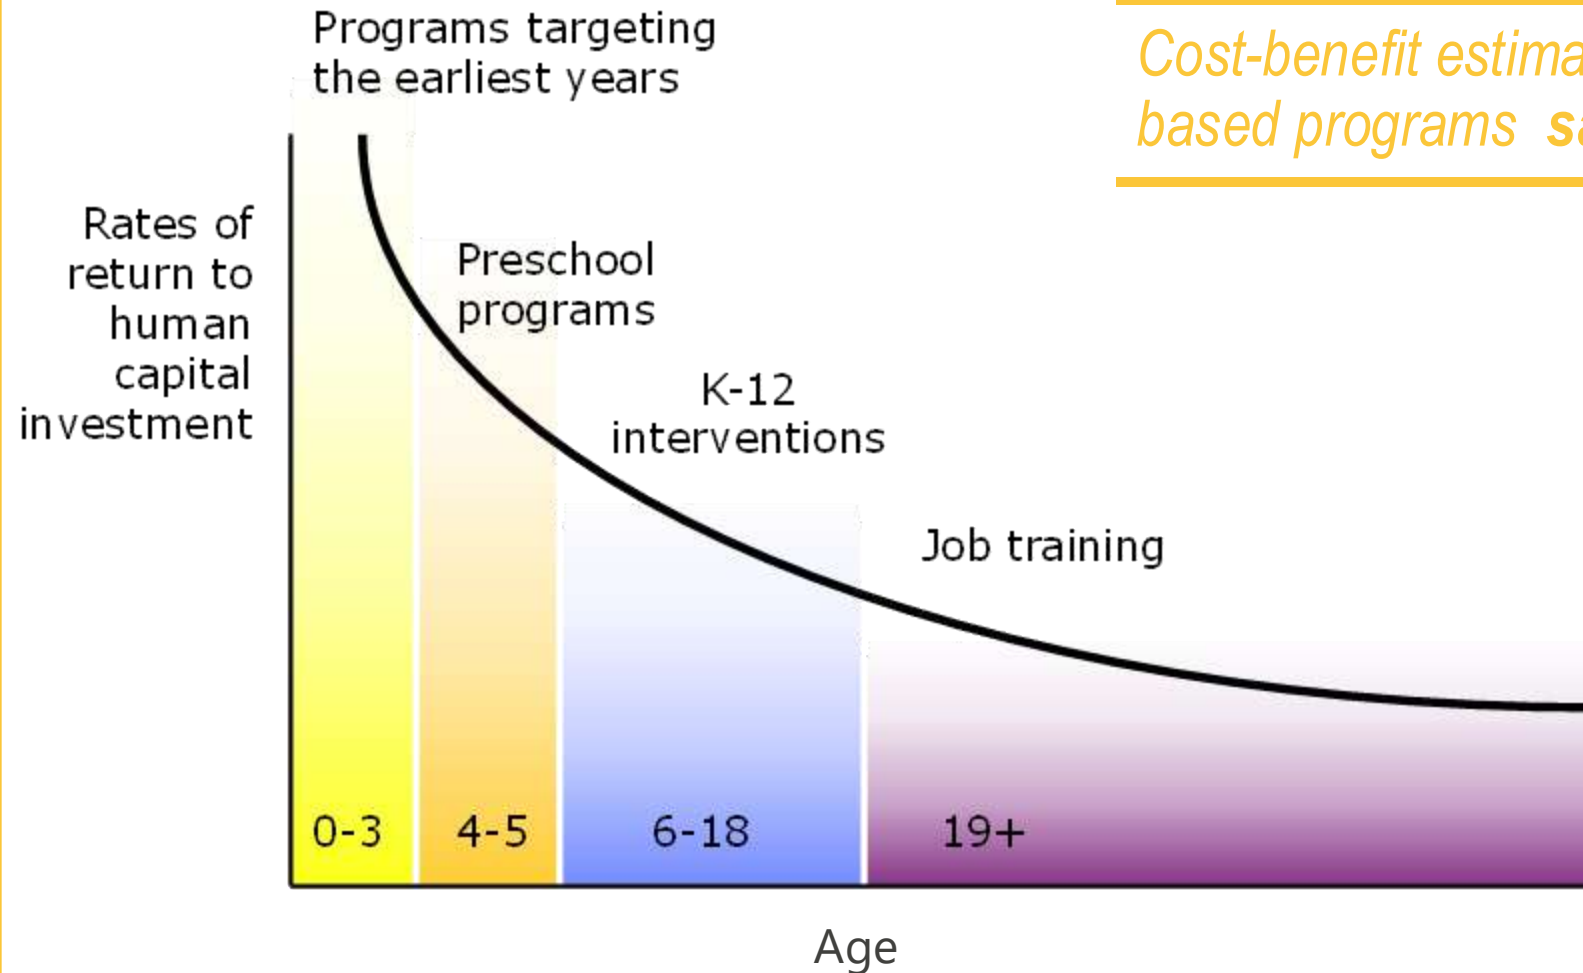 Programs targeting
the earliest years
Cost-benefit estima
based programs sa
Rates of
return to
human
capital
investment
Preschool
programs
K-12
interventions
Job training
0-3
4-5
6-18
19+
Age